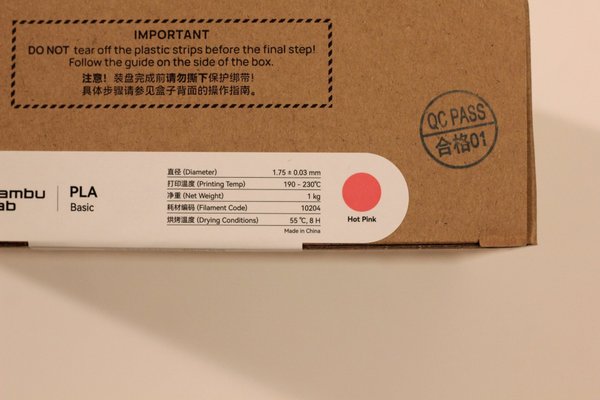 IMPORTANT
DO NOT tear off the plastic strips before the final step!
Follow the guide on the side of the box.
注意！装盘完成前请勿撕下保护绑带！
具体步骤请参见盒子背面的操作指南。
QC PASS
合格01
ambu
ab
PLA
Basic
直径 (Diameter) 1.75 ± 0.03 mm
打印温度 (Printing Temp) 190 - 230℃
净重 (Net Weight) 1 kg
耗材编码 (Filament Code) 10204
烘烤温度 (Drying Conditions) 55 ℃, 8 H
Made in China
Hot Pink